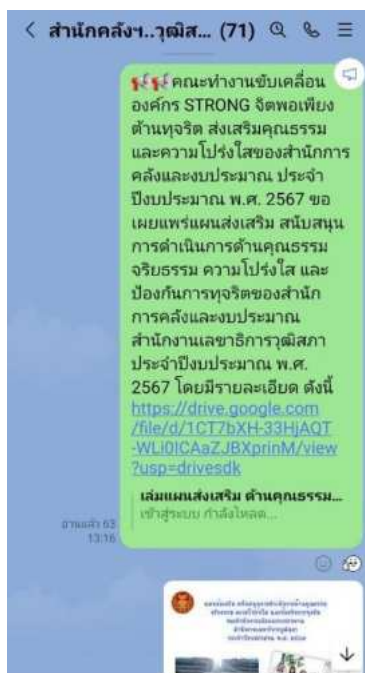 สำนักคลังฯ..วุฒิส... (71)
คณะทำงานขับเคลื่อน
องค์กร STRONG จิตพอเพียง
ต้านทุจริต ส่งเสริมคุณธรรม
และความโปร่งใสของสำนักการ
คลังและงบประมาณ ประจำ
ปีงบประมาณ พ.ศ. 2567 ขอ
เผยแพร่แผนส่งเสริม สนับสนุน
การดำเนินการด้านคุณธรรม
จริยธรรม ความโปร่งใส และ
ป้องกันการทุจริตของสำนัก
การคลังและงบประมาณ
สำนักงานเลขาธิการวุฒิสภา
ประจำปีงบประมาณ พ.ศ.
2567 โดยมีรายละเอียด ดังนี้
https://drive.google.com
/file/d/1CT7bXH-33HjAQT
-WLi0ICAaZJBXprinM/view
?usp=drivesdk
เล่มแผนส่งเสริม ด้านคุณธรรม...
เข้าสู่ระบบ กำลังโหลด...
อ่านแล้ว 63
13:16